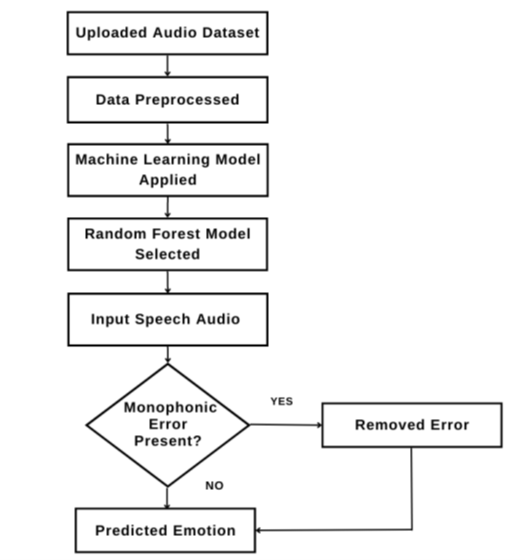 Uploaded Audio Dataset
Data Preprocessed
Machine Learning Model
Applied
Random Forest Model
Selected
Input Speech Audio
Monophonic
Error
Present?
YES
Removed Error
NO
Predicted Emotion